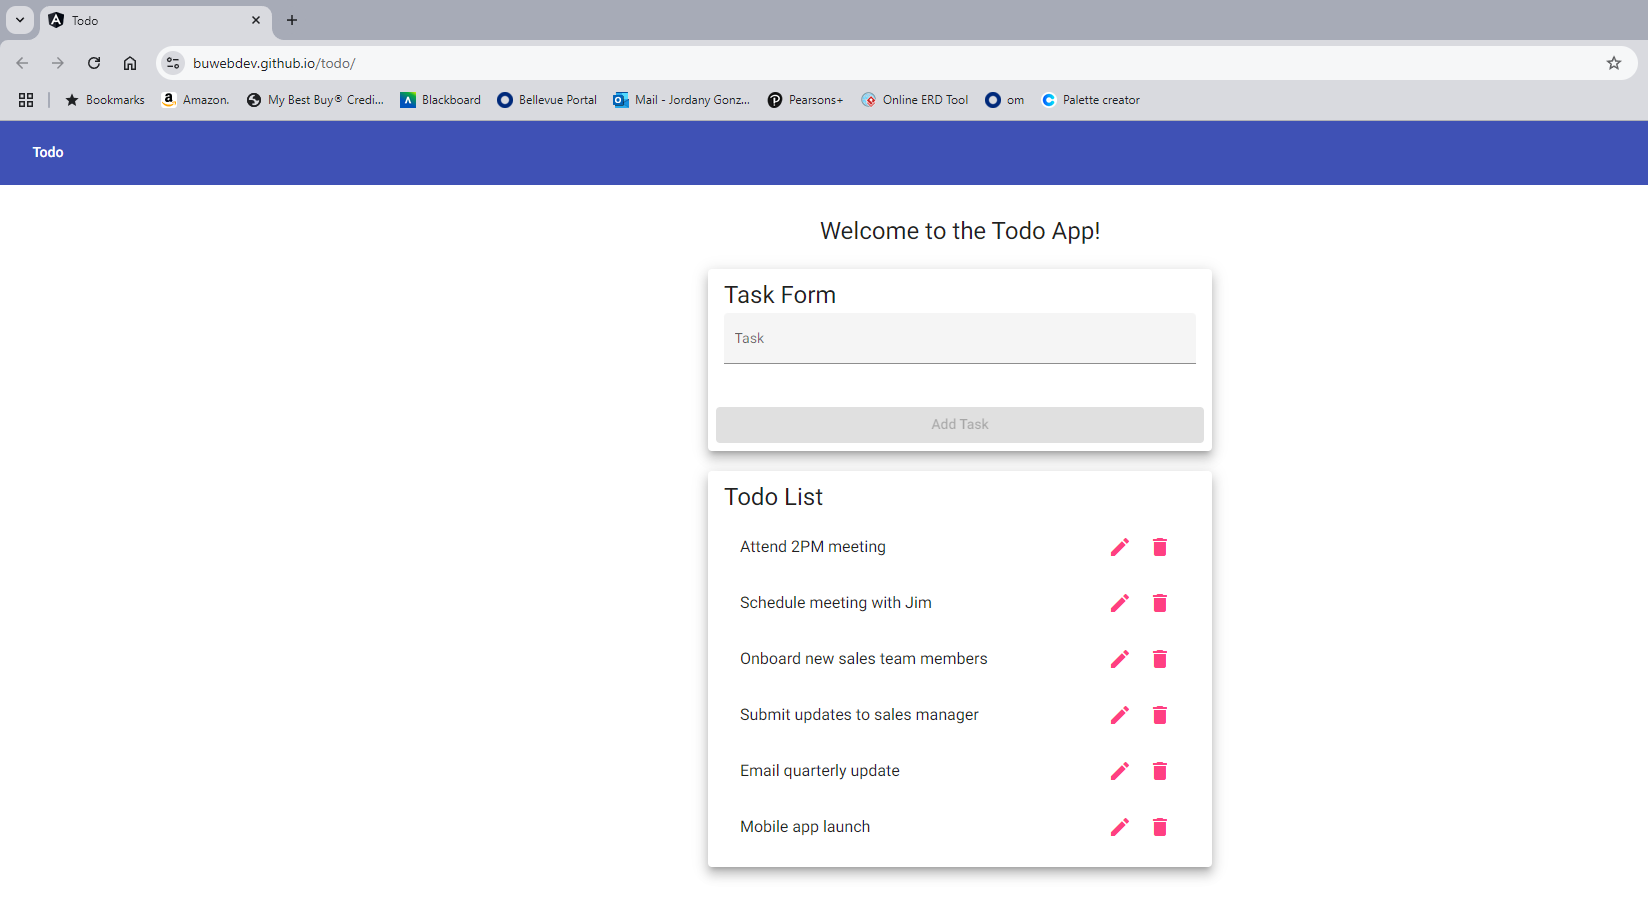 Todo
buwebdev.github.io/todo/
Bookmarks Amazon. My Best Buy® Credi... Blackboard Bellevue Portal Mail - Jordany Gonz... Pearsons+ Online ERD Tool om Palette creator
Todo
Welcome to the Todo App!
Task Form
Task
Add Task
Todo List
Attend 2PM meeting
Schedule meeting with Jim
Onboard new sales team members
Submit updates to sales manager
Email quarterly update
Mobile app launch